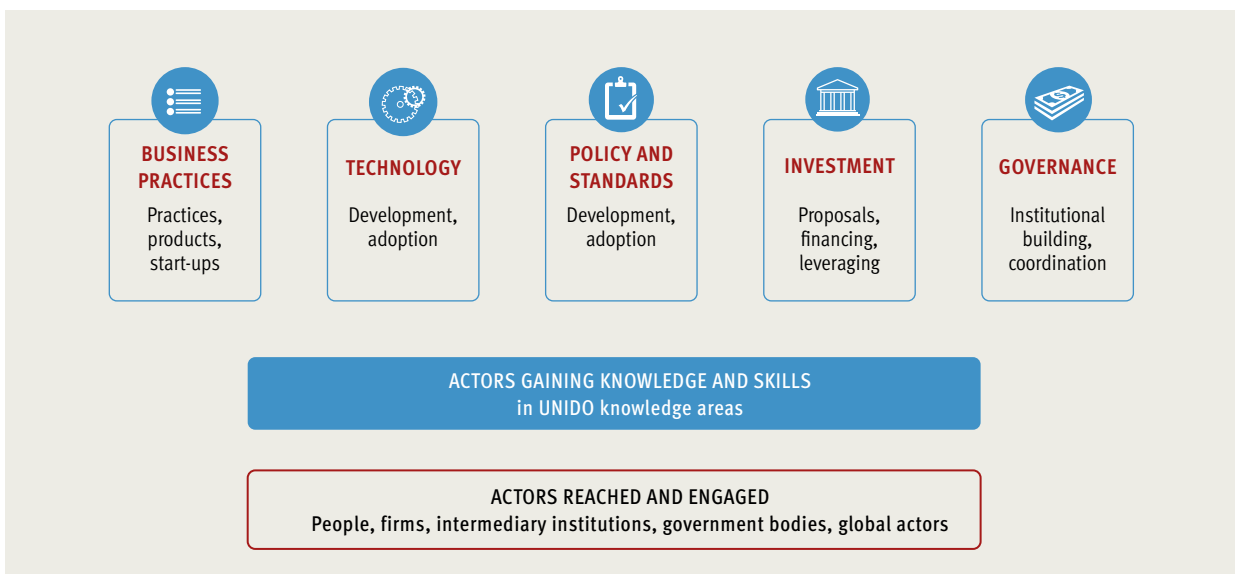 BUSINESS
PRACTICES
Practices,
products,
start-ups
TECHNOLOGY
Development,
adoption
POLICY AND
STANDARDS
Development,
adoption
INVESTMENT
Proposals,
financing,
leveraging
GOVERNANCE
Institutional
building,
coordination
ACTORS GAINING KNOWLEDGE AND SKILLS
in UNIDO knowledge areas
ACTORS REACHED AND ENGAGED
People, firms, intermediary institutions, government bodies, global actors